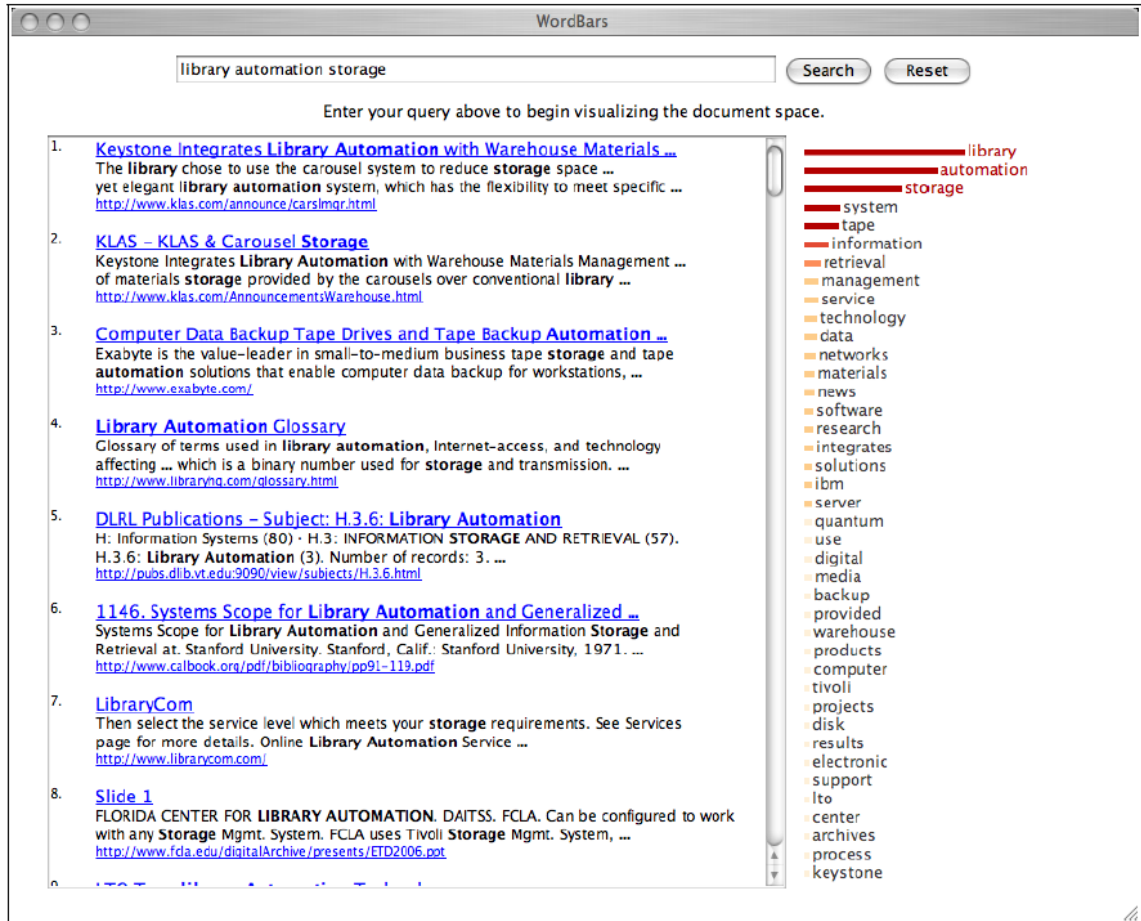 WordBars
library automation storage
Search
Reset
Enter your query above to begin visualizing the document space.
1.
Keystone Integrates Library Automation with Warehouse Materials ...
The library chose to use the carousel system to reduce storage space ...
yet elegant library automation system, which has the flexibility to meet specific ...
http://www.klas.com/announce/carslmgr.html
2.
KLAS – KLAS & Carousel Storage
Keystone Integrates Library Automation with Warehouse Materials Management ...
of materials storage provided by the carousels over conventional library ...
http://www.klas.com/AnnouncementsWarehouse.html
3.
Computer Data Backup Tape Drives and Tape Backup Automation ...
Exabyte is the value-leader in small-to-medium business tape storage and tape
automation solutions that enable computer data backup for workstations, ...
http://www.exabyte.com/
4.
Library Automation Glossary
Glossary of terms used in library automation, Internet-access, and technology
affecting ... which is a binary number used for storage and transmission. ...
http://www.libraryhq.com/glossary.html
5.
DLRL Publications – Subject: H.3.6: Library Automation
H: Information Systems (80) · H.3: INFORMATION STORAGE AND RETRIEVAL (57).
H.3.6: Library Automation (3). Number of records: 3. ...
http://pubs.dlib.vt.edu:9090/view/subjects/H.3.6.html
6.
1146. Systems Scope for Library Automation and Generalized ...
Systems Scope for Library Automation and Generalized Information Storage and
Retrieval at. Stanford University. Stanford, Calif.: Stanford University, 1971. ...
http://www.calbook.org/pdf/bibliography/pp91-119.pdf
7.
LibraryCom
Then select the service level which meets your storage requirements. See Services
page for more details. Online Library Automation Service ...
http://www.librarycom.com/
8.
Slide 1
FLORIDA CENTER FOR LIBRARY AUTOMATION. DAITSS. FCLA. Can be configured to work
with any Storage Mgmt. System. FCLA uses Tivoli Storage Mgmt. System, ...
http://www.fcla.edu/digitalArchive/presents/ETD2006.ppt
library
automation
storage
system
tape
information
retrieval
management
service
technology
data
networks
materials
news
software
research
integrates
solutions
ibm
server
quantum
use
digital
media
backup
provided
warehouse
products
computer
tivoli
projects
disk
results
electronic
support
lto
center
archives
process
keystone